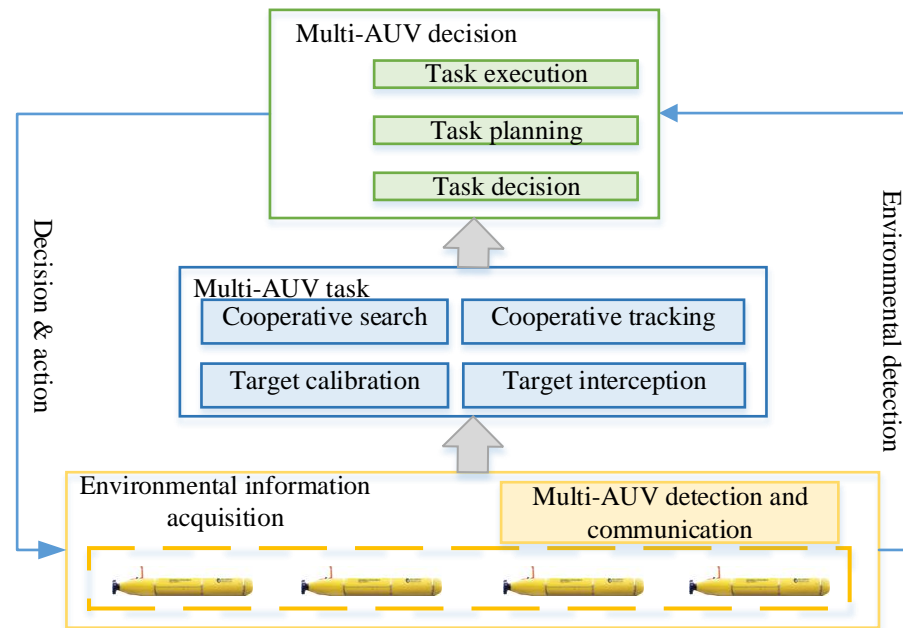 Multi-AUV decision
Task execution
Task planning
Task decision
Decision & action
Environmental detection
Multi-AUV task
Cooperative search
Cooperative tracking
Target calibration
Target interception
Environmental information
acquisition
Multi-AUV detection and
communication